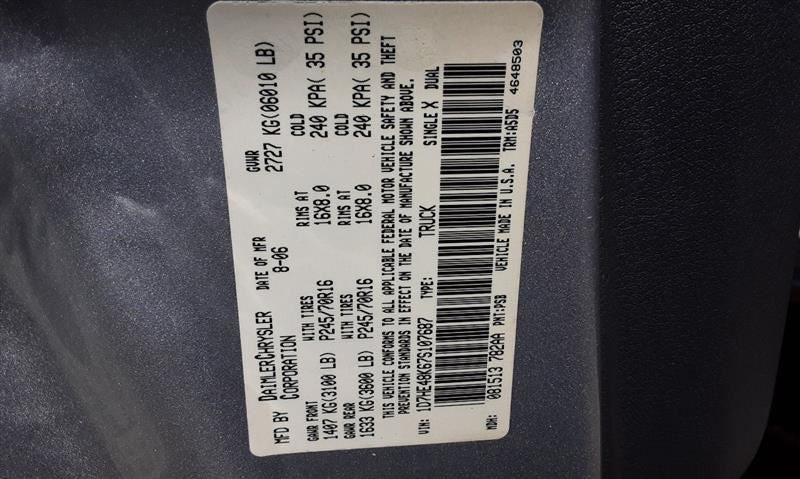 MFD BY DAIMLERCHRYSLER CORPORATION DATE OF MFR 8-06 GVWR 2727 KG(06010 LB)
GAWR FRONT WITH TIRES RIMS AT COLD
1407 KG(3100 LB) P245/70R16 16X8.0 240 KPA( 35 PSI)
GAWR REAR WITH TIRES RIMS AT COLD
1633 KG(3600 LB) P245/70R16 16X8.0 240 KPA( 35 PSI)
THIS VEHICLE CONFORMS TO ALL APPLICABLE FEDERAL MOTOR VEHICLE SAFETY AND THEFT
PREVENTION STANDARDS IN EFFECT ON THE DATE OF MANUFACTURE SHOWN ABOVE.
VIN: 1D7HE48K67S107687 TYPE: TRUCK SINGLE X DUAL
MDH: 081513 782AA PNT:PSB VEHICLE MADE IN U.S.A. TRM:A5D5 4648503